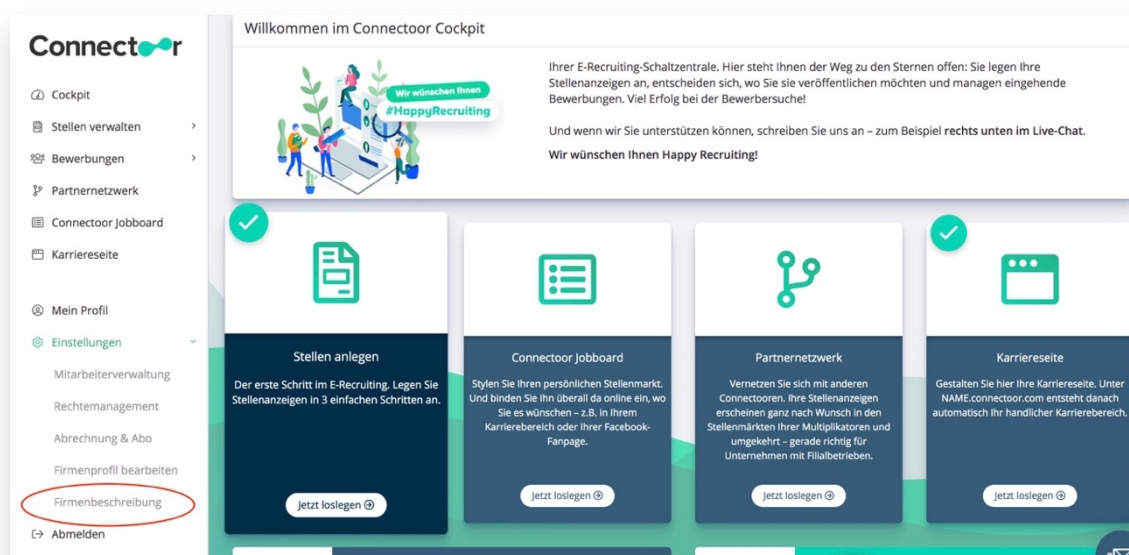 Connectoor
Cockpit
Stellen verwalten
Bewerbungen
Partnernetzwerk
Connectoor Jobboard
Karriereseite
Mein Profil
Einstellungen
Mitarbeiterverwaltung
Rechtemanagement
Abrechnung & Abo
Firmenprofil bearbeiten
Firmenbeschreibung
Abmelden
Willkommen im Connectoor Cockpit
Wir wünschen Ihnen
#HappyRecruiting
Ihrer E-Recruiting-Schaltzentrale. Hier steht Ihnen der Weg zu den Sternen offen: Sie legen Ihre
Stellenanzeigen an, entscheiden sich, wo Sie sie veröffentlichen möchten und managen eingehende
Bewerbungen. Viel Erfolg bei der Bewerbersuche!
Und wenn wir Sie unterstützen können, schreiben Sie uns an – zum Beispiel rechts unten im Live-Chat.
Wir wünschen Ihnen Happy Recruiting!
Stellen anlegen
Der erste Schritt im E-Recruiting. Legen Sie
Stellenanzeigen in 3 einfachen Schritten an.
Jetzt loslegen
Connectoor Jobboard
Stylen Sie Ihren persönlichen Stellenmarkt.
Und binden Sie Ihn überall da online ein, wo
Sie es wünschen – z.B. in Ihrem
Karrierebereich oder Ihrer Facebook-
Fanpage.
Jetzt loslegen
Partnernetzwerk
Vernetzen Sie sich mit anderen
Connectooren. Ihre Stellenanzeigen
erscheinen ganz nach Wunsch in den
Stellenmärkten Ihrer Multiplikatoren und
umgekehrt – gerade richtig für
Unternehmen mit Filialbetrieben.
Jetzt loslegen
Karriereseite
Gestalten Sie hier Ihre Karriereseite. Unter
NAME.connectoor.com entsteht danach
automatisch Ihr handlicher Karrierebereich.
Jetzt loslegen